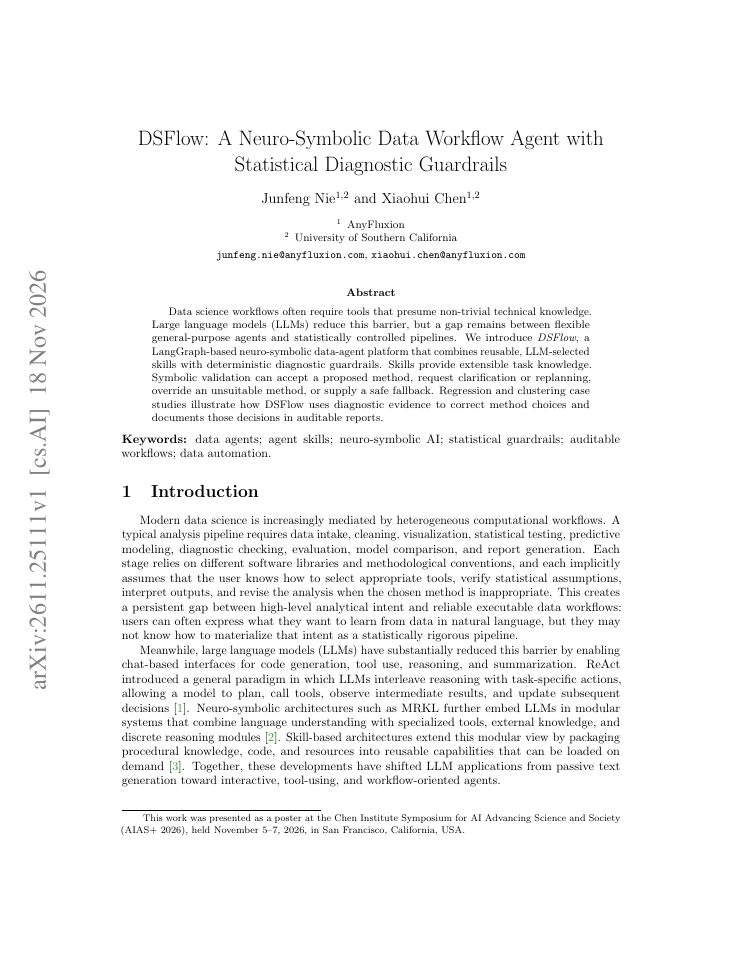 DSFlow: A Neuro-Symbolic Data Workflow Agent with
Statistical Diagnostic Guardrails
Junfeng Nie1,2 and Xiaohui Chen1,2
1 AnyFluxion
2 University of Southern California
junfeng.nie@anyfluxion.com, xiaohui.chen@anyfluxion.com
Abstract
Data science workflows often require tools that presume non-trivial technical knowledge.
Large language models (LLMs) reduce this barrier, but a gap remains between flexible
general-purpose agents and statistically controlled pipelines. We introduce DSFlow, a
LangGraph-based neuro-symbolic data-agent platform that combines reusable, LLM-selected
skills with deterministic diagnostic guardrails. Skills provide extensible task knowledge.
Symbolic validation can accept a proposed method, request clarification or replanning,
override an unsuitable method, or supply a safe fallback. Regression and clustering case
studies illustrate how DSFlow uses diagnostic evidence to correct method choices and
documents those decisions in auditable reports.
Keywords: data agents; agent skills; neuro-symbolic AI; statistical guardrails; auditable
workflows; data automation.
1 Introduction
Modern data science is increasingly mediated by heterogeneous computational workflows. A
typical analysis pipeline requires data intake, cleaning, visualization, statistical testing, predictive
modeling, diagnostic checking, evaluation, model comparison, and report generation. Each
stage relies on different software libraries and methodological conventions, and each implicitly
assumes that the user knows how to select appropriate tools, verify statistical assumptions,
interpret outputs, and revise the analysis when the chosen method is inappropriate. This creates
a persistent gap between high-level analytical intent and reliable executable data workflows:
users can often express what they want to learn from data in natural language, but they may
not know how to materialize that intent as a statistically rigorous pipeline.
Meanwhile, large language models (LLMs) have substantially reduced this barrier by enabling
chat-based interfaces for code generation, tool use, reasoning, and summarization. ReAct
introduced a general paradigm in which LLMs interleave reasoning with task-specific actions,
allowing a model to plan, call tools, observe intermediate results, and update subsequent
decisions [1]. Neuro-symbolic architectures such as MRKL further embed LLMs in modular
systems that combine language understanding with specialized tools, external knowledge, and
discrete reasoning modules [2]. Skill-based architectures extend this modular view by packaging
procedural knowledge, code, and resources into reusable capabilities that can be loaded on
demand [3]. Together, these developments have shifted LLM applications from passive text
generation toward interactive, tool-using, and workflow-oriented agents.
This work was presented as a poster at the Chen Institute Symposium for AI Advancing Science and Society
(AIAS+ 2026), held November 5–7, 2026, in San Francisco, California, USA.
arXiv:2611.25111v1 [cs.AI] 18 Nov 2026